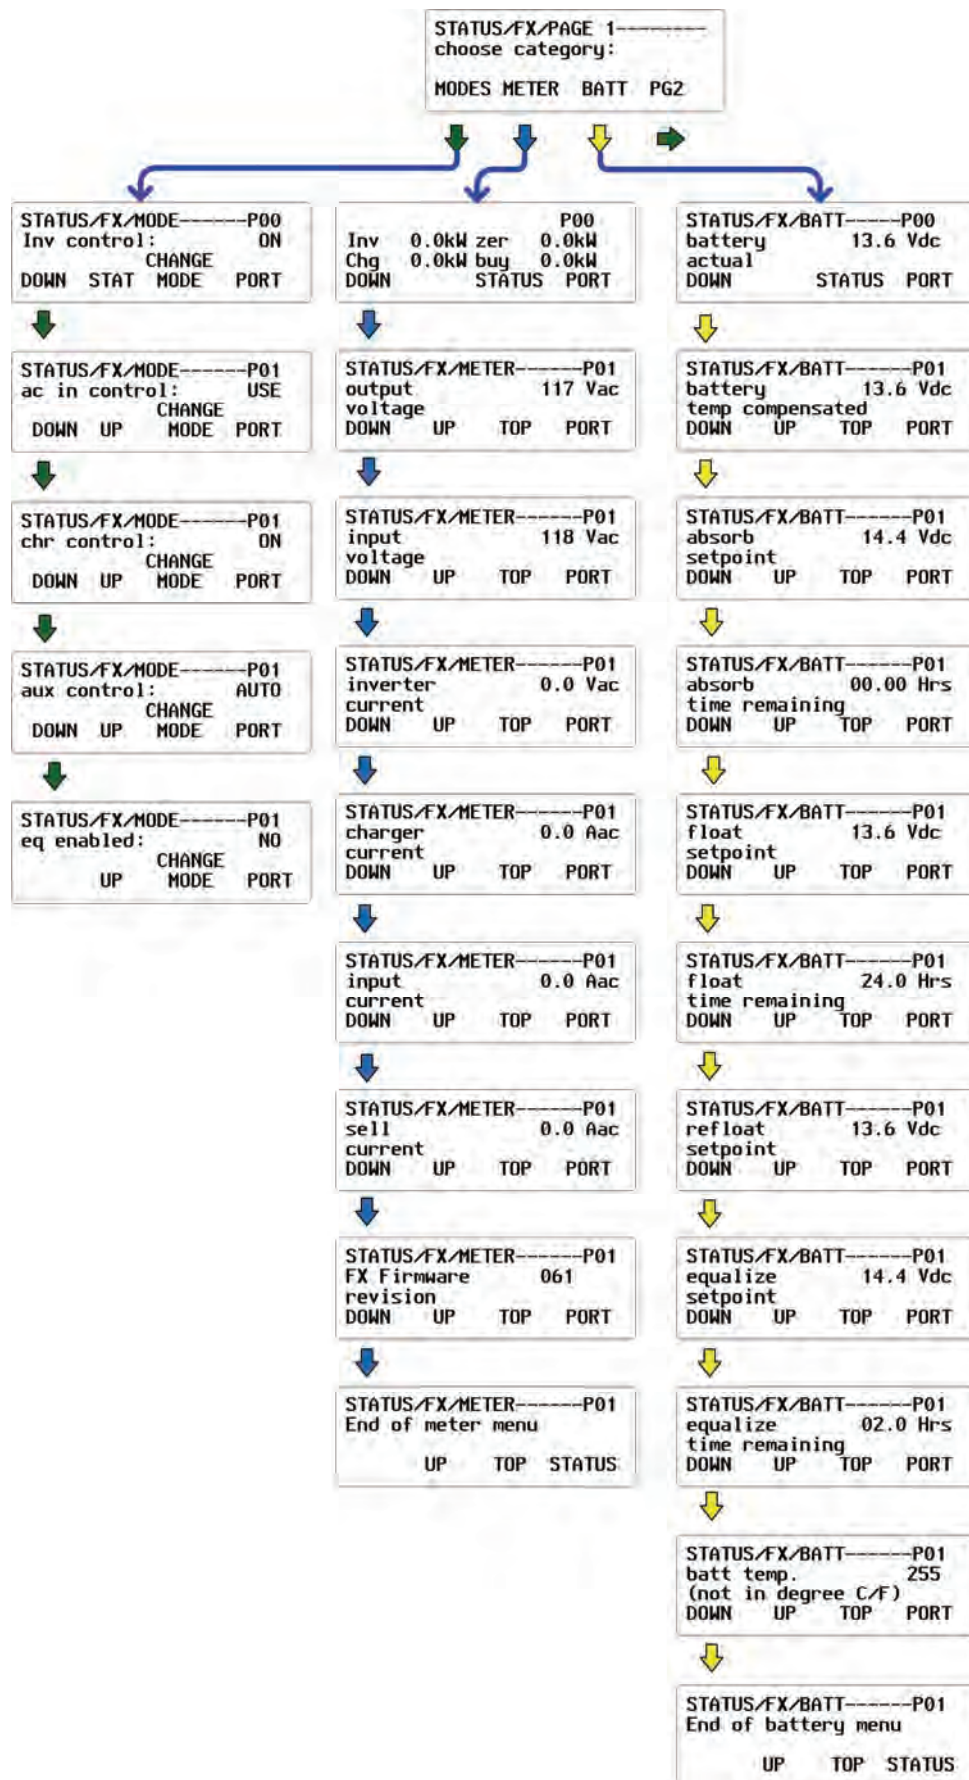 STATUS/FX/PAGE 1---------
choose category:
MODES METER BATT PG2
STATUS/FX/MODE------P00
Inv control: ON
CHANGE
DOWN STAT MODE PORT
STATUS/FX/MODE------P01
ac in control: USE
CHANGE
DOWN UP MODE PORT
STATUS/FX/MODE------P01
chr control: ON
CHANGE
DOWN UP MODE PORT
STATUS/FX/MODE------P01
aux control: AUTO
CHANGE
DOWN UP MODE PORT
STATUS/FX/MODE------P01
eq enabled: NO
CHANGE
UP MODE PORT
P00
Inv 0.0kW zer 0.0kW
Chg 0.0kW buy 0.0kW
DOWN STATUS PORT
STATUS/FX/METER------P01
output 117 Vac
voltage
DOWN UP TOP PORT
STATUS/FX/METER------P01
input 118 Vac
voltage
DOWN UP TOP PORT
STATUS/FX/METER------P01
inverter 0.0 Vac
current
DOWN UP TOP PORT
STATUS/FX/METER------P01
charger 0.0 Aac
current
DOWN UP TOP PORT
STATUS/FX/METER------P01
input 0.0 Aac
current
DOWN UP TOP PORT
STATUS/FX/METER------P01
sell 0.0 Aac
current
DOWN UP TOP PORT
STATUS/FX/METER------P01
FX Firmware 061
revision
DOWN UP TOP PORT
STATUS/FX/METER------P01
End of meter menu
UP TOP STATUS
STATUS/FX/BATT-----P00
battery 13.6 Vdc
actual
DOWN STATUS PORT
STATUS/FX/BATT------P01
battery 13.6 Vdc
temp compensated
DOWN UP TOP PORT
STATUS/FX/BATT------P01
absorb 14.4 Vdc
setpoint
DOWN UP TOP PORT
STATUS/FX/BATT------P01
absorb 00.00 Hrs
time remaining
DOWN UP TOP PORT
STATUS/FX/BATT------P01
float 13.6 Vdc
setpoint
DOWN UP TOP PORT
STATUS/FX/BATT------P01
float 24.0 Hrs
time remaining
DOWN UP TOP PORT
STATUS/FX/BATT------P01
refloat 13.6 Vdc
setpoint
DOWN UP TOP PORT
STATUS/FX/BATT------P01
equalize 14.4 Vdc
setpoint
DOWN UP TOP PORT
STATUS/FX/BATT------P01
equalize 02.0 Hrs
time remaining
DOWN UP TOP PORT
STATUS/FX/BATT------P01
batt temp. 255
(not in degree C/F)
DOWN UP TOP PORT
STATUS/FX/BATT------P01
End of battery menu
UP TOP STATUS